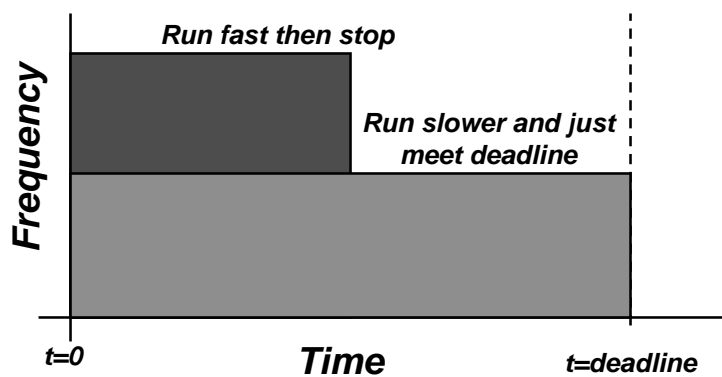 Run fast then stop
Frequency
Run slower and just
meet deadline
t=0
Time
t=deadline